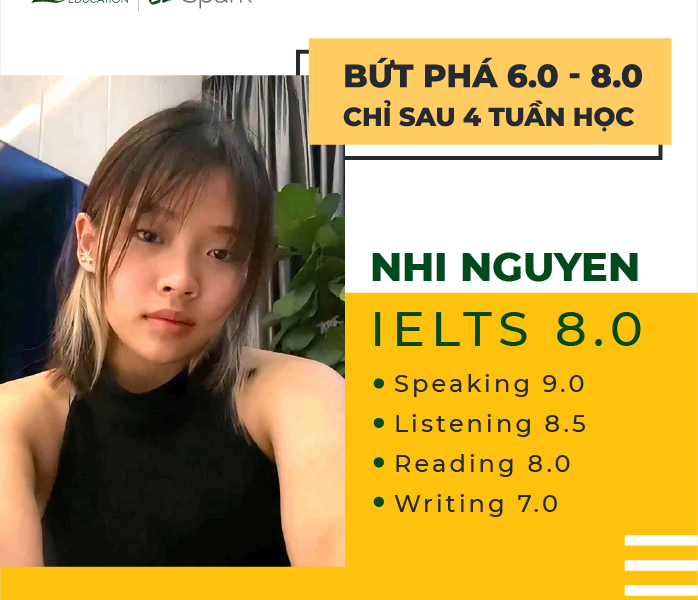 EDUCATION
BỨT PHÁ 6.0 - 8.0
CHỈ SAU 4 TUẦN HỌC
NHI NGUYEN
IELTS 8.0
Speaking 9.0
Listening 8.5
Reading 8.0
Writing 7.0